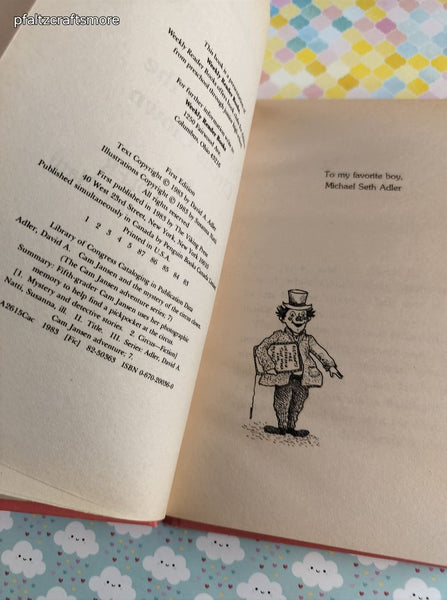 pfaltzcraftsmore
This book is a presentation of
Weekly Reader Books.
Weekly Reader Books offers book clubs for children
from preschool through high school.
For further information write to:
Weekly Reader Books
1250 Fairwood Ave.
Columbus, Ohio 43216
First Edition
Text Copyright © 1983 by David A. Adler
Illustrations Copyright © 1983 by Susanna Natti
All rights reserved
First published in 1983 by The Viking Press
40 West 23rd Street, New York, New York 10010
Published simultaneously in Canada by Penguin Books Canada Limited
Printed in U.S.A.
1 2 3 4 5 87 86 85 84 83
Library of Congress Cataloging in Publication Data
Adler, David A. Cam Jansen and the mystery of the circus clown.
(The Cam Jansen adventure series; 7)
Summary: Fifth-grader Cam Jansen uses her photographic
memory to help find a pickpocket at the circus.
[1. Mystery and detective stories. 2. Circus—Fiction]
Natti, Susanna, ill. II. Title. III. Series: Adler, David A.
Cam Jansen adventure; 7.
A2615Cac 1983 [Fic] 82-50363 ISBN 0-670-20036-0
To my favorite boy,
Michael Seth Adler